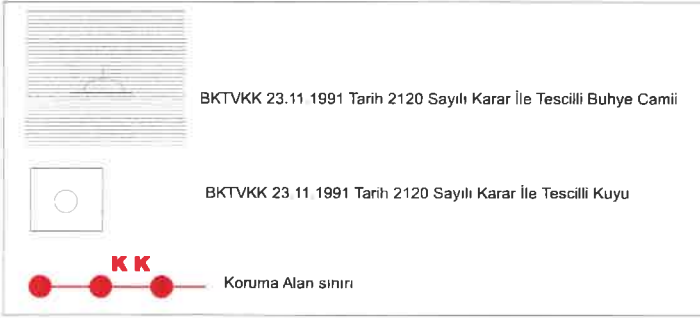 BKTVKK 23.11.1991 Tarih 2120 Sayılı Karar İle Tescilli Buhye Camii
BKTVKK 23.11.1991 Tarih 2120 Sayılı Karar İle Tescilli Kuyu
K K
Koruma Alan sınırı